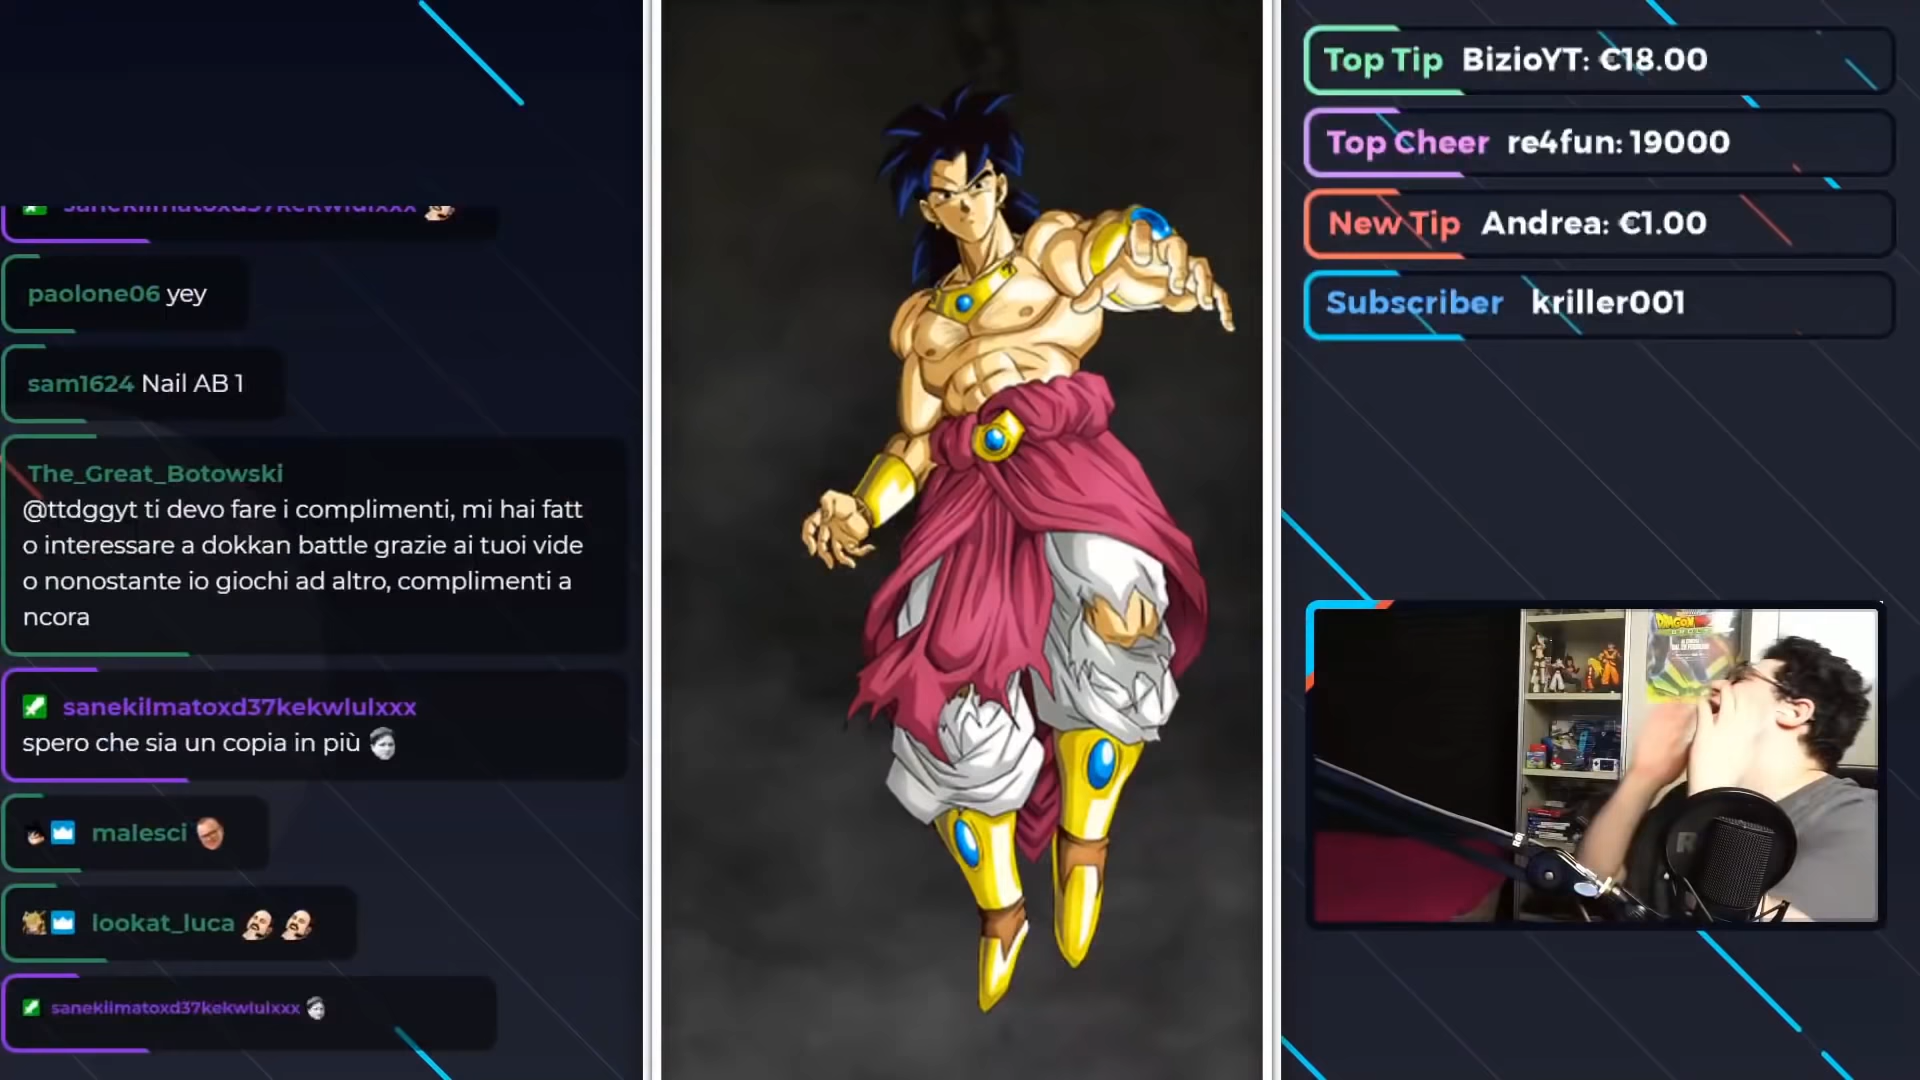 sanekilmatoxd37kekwlulxxx
paolone06 yey
sam1624 Nail AB 1
The_Great_Botowski
@ttdggyt ti devo fare i complimenti, mi hai fatt
o interessare a dokkan battle grazie ai tuoi vide
o nonostante io giochi ad altro, complimenti a
ncora
sanekilmatoxd37kekwlulxxx
spero che sia un copia in più
malesci
lookat_luca
sanekilmatoxd37kekwlulxxx
Top Tip BizioYT: €18.00
Top Cheer re4fun: 19000
New Tip Andrea: €1.00
Subscriber kriller001
DRAGON